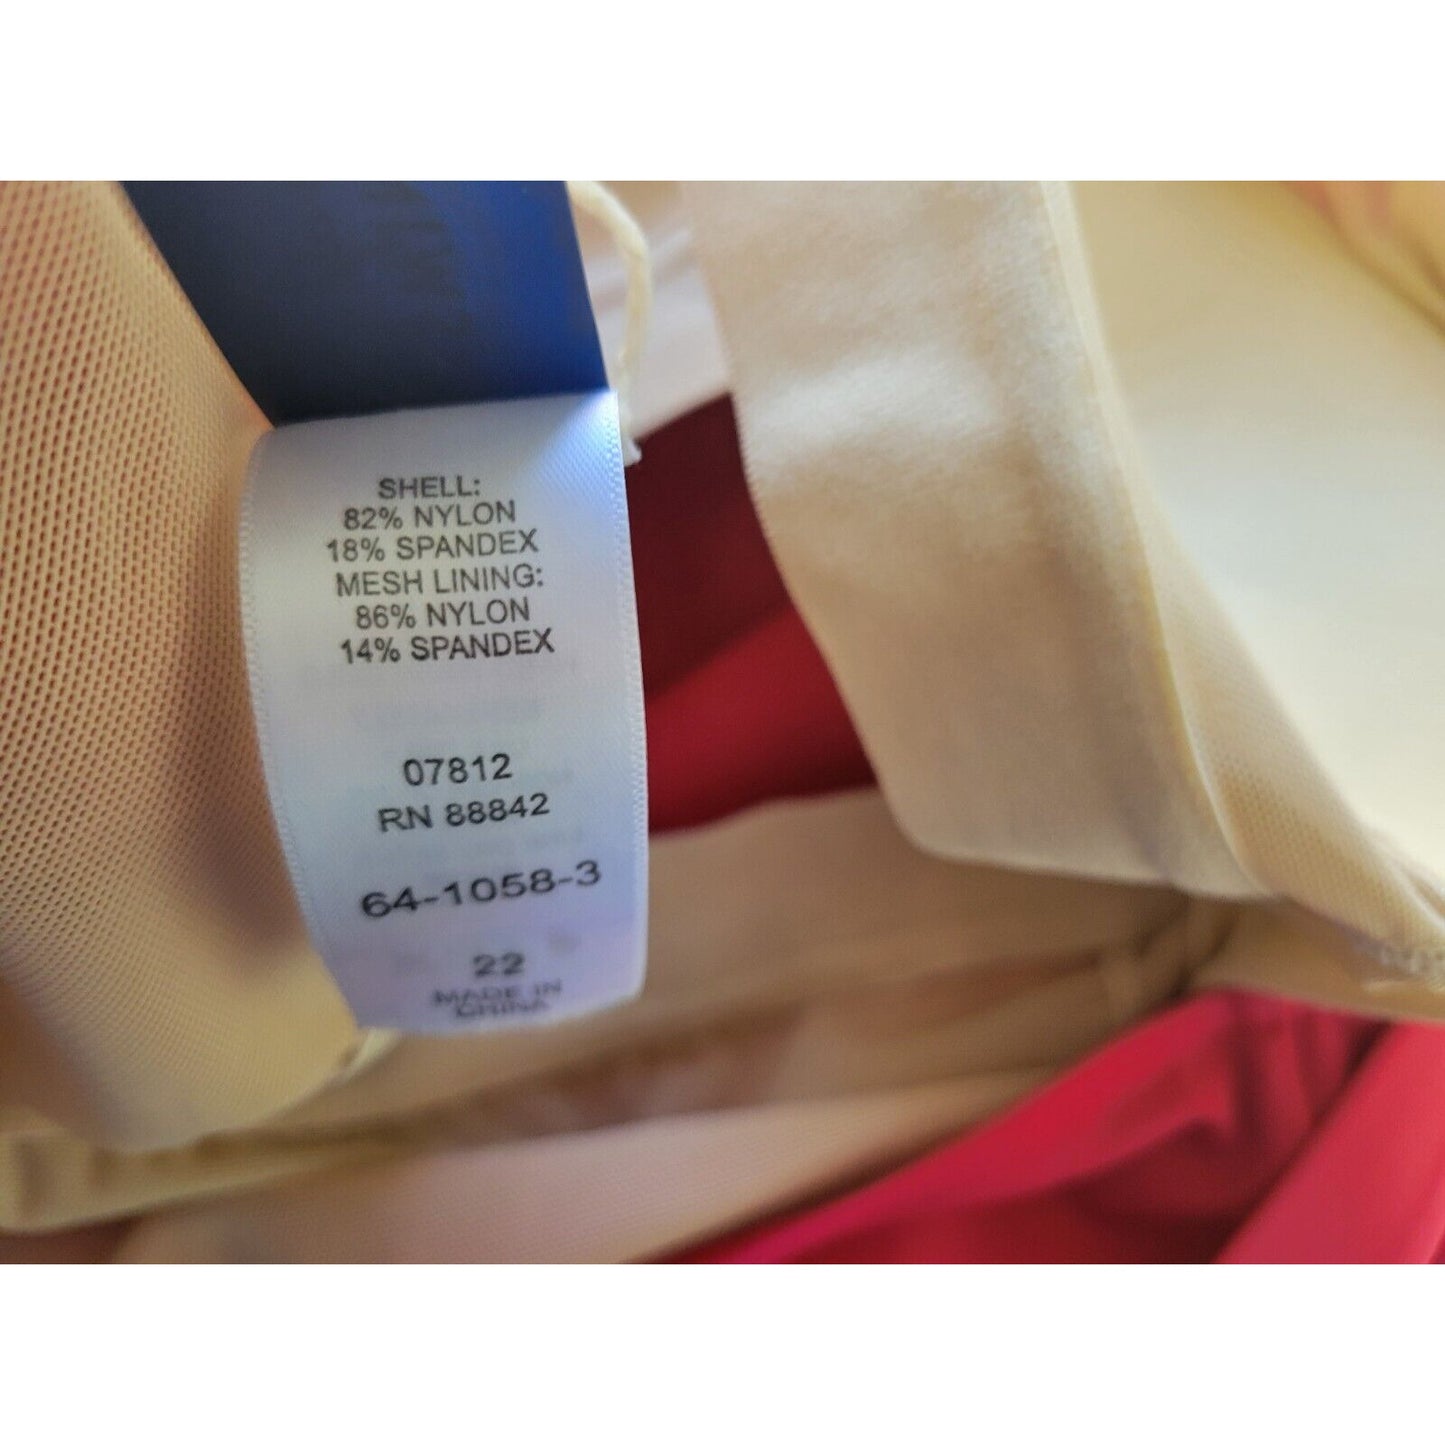 SHELL:
82% NYLON
18% SPANDEX
MESH LINING:
86% NYLON
14% SPANDEX
07812
RN 88842
64-1058-3
22
MADE IN
CHINA